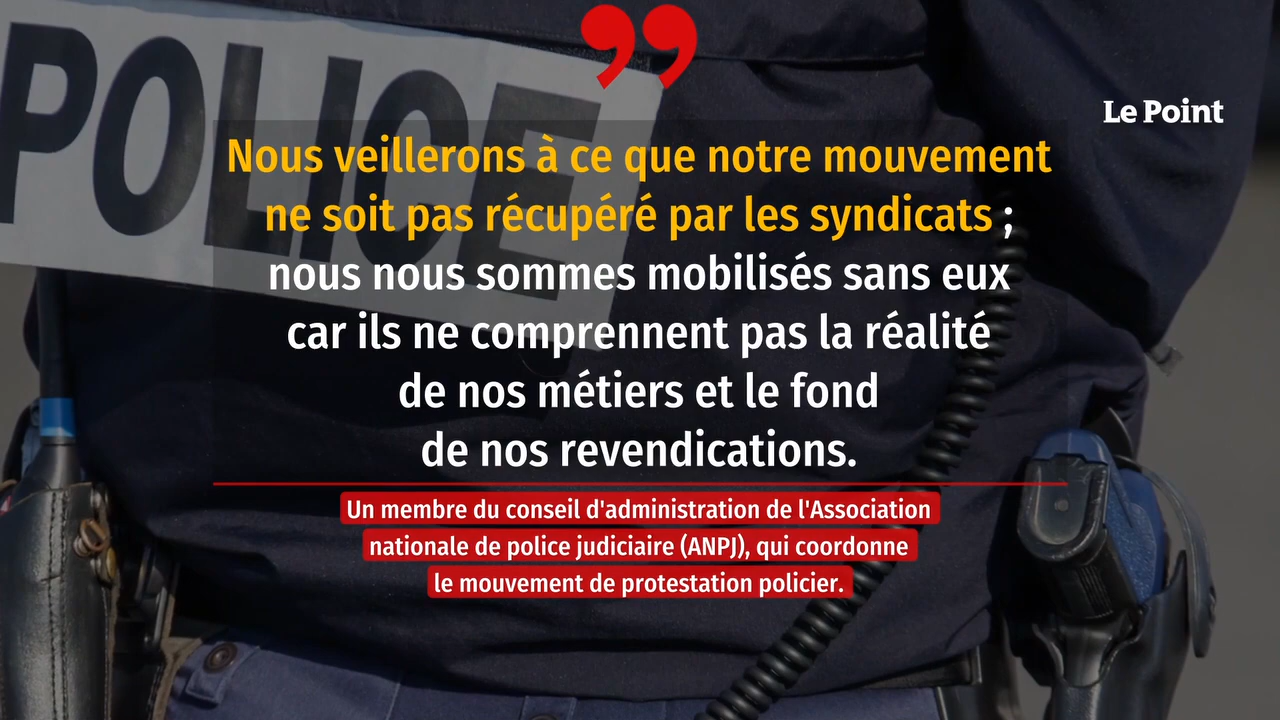 POLICE
”
Le Point
Nous veillerons à ce que notre mouvement
ne soit pas récupéré par les syndicats ;
nous nous sommes mobilisés sans eux
car ils ne comprennent pas la réalité
de nos métiers et le fond
de nos revendications.
Un membre du conseil d'administration de l'Association
nationale de police judiciaire (ANPJ), qui coordonne
le mouvement de protestation policier.